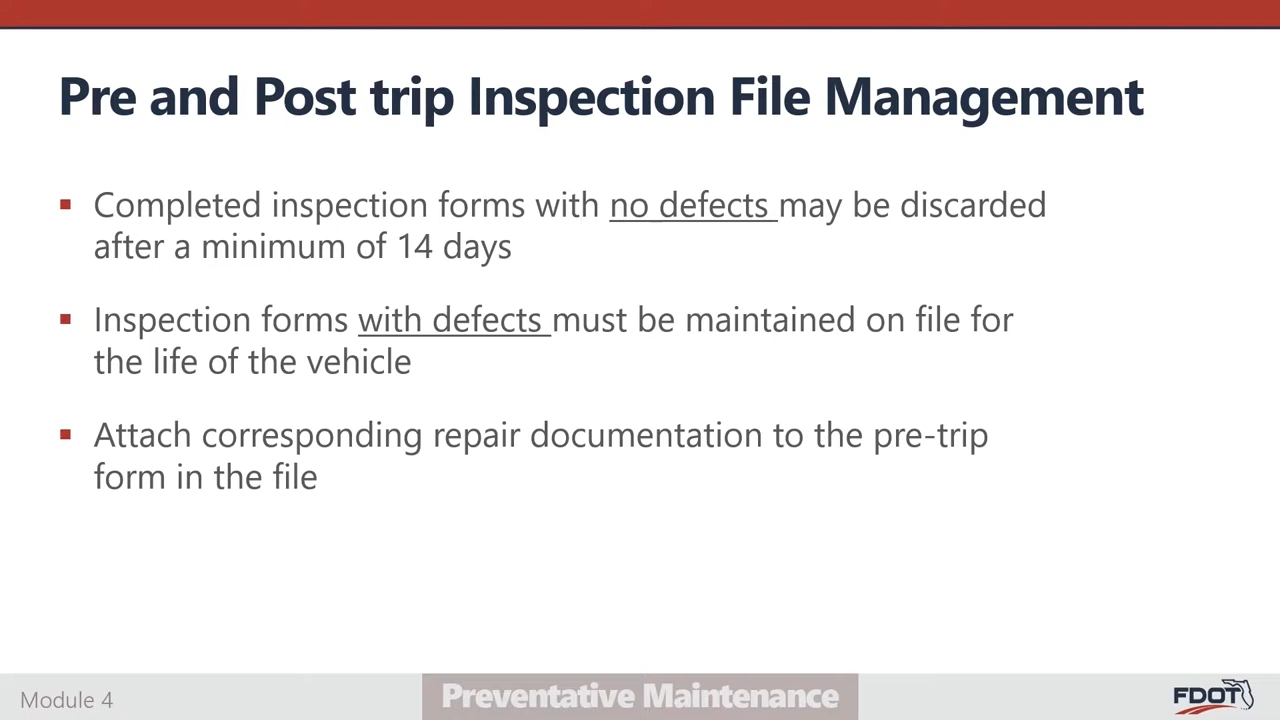 Pre and Post trip Inspection File Management
▪ Completed inspection forms with no defects may be discarded
after a minimum of 14 days
▪ Inspection forms with defects must be maintained on file for
the life of the vehicle
▪ Attach corresponding repair documentation to the pre-trip
form in the file
Module 4
Preventative Maintenance
FDOT